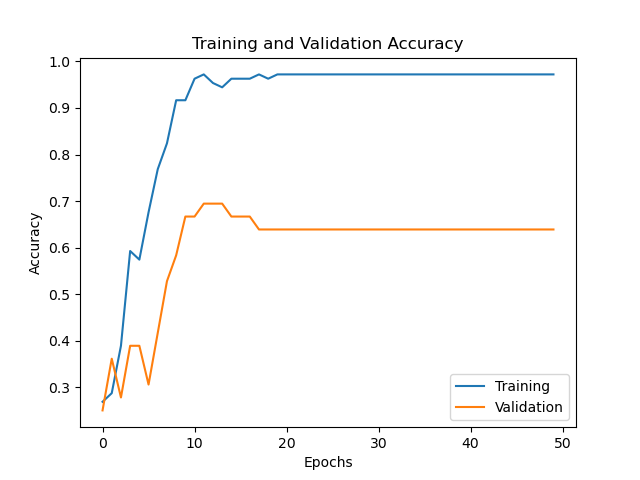 Training and Validation Accuracy
1.0
0.9
0.8
0.7
0.6
0.5
0.4
0.3
Accuracy
0
10
20
30
40
50
Epochs
Training
Validation